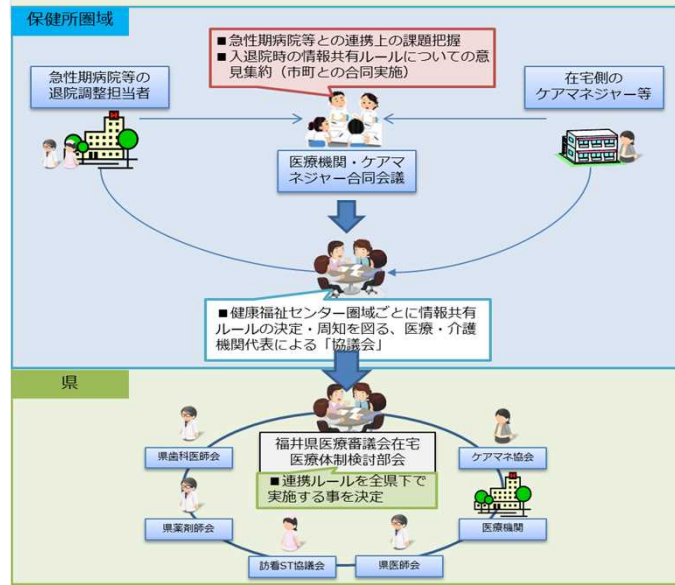 保健所圏域
■急性期病院等との連携上の課題把握
■入退院時の情報共有ルールについての意
見集約（市町との合同実施）
急性期病院等の
退院調整担当者
在宅側の
ケアマネジャー等
医療機関・ケアマ
ネジャー合同会議
■健康福祉センター圏域ごとに情報共有
ルールの決定・周知を図る、医療・介護
機関代表による「協議会」
県
福井県医療審議会在宅
医療体制検討部会
■連携ルールを全県下で
実施する事を決定
県歯科医師会
ケアマネ協会
県薬剤師会
医療機関
訪看ST協議会
県医師会